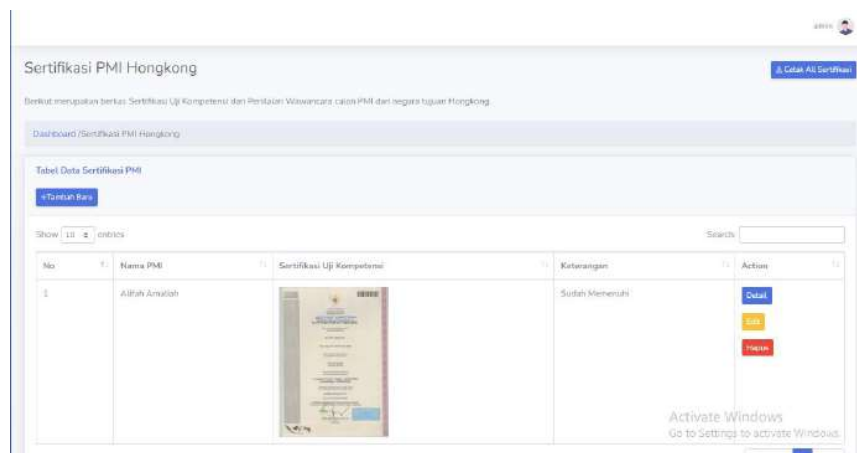 admin
Sertifikasi PMI Hongkong
Cetak All Sertifikasi
Berikut merupakan berkas Sertifikasi Uji Kompetensi dan Penilaian Wawancara calon PMI dari negara tujuan Hongkong
Dashboard /Sertifikasi PMI Hongkong
Tabel Data Sertifikasi PMI
+Tambah Baru
Show 10 entries
Search:
No Nama PMI Sertifikasi Uji Kompetensi Keterangan Action
1 Alifah Amaliah Sudah Memenuhi Detail
Edit
Hapus
Activate Windows
Go to Settings to activate Windows.